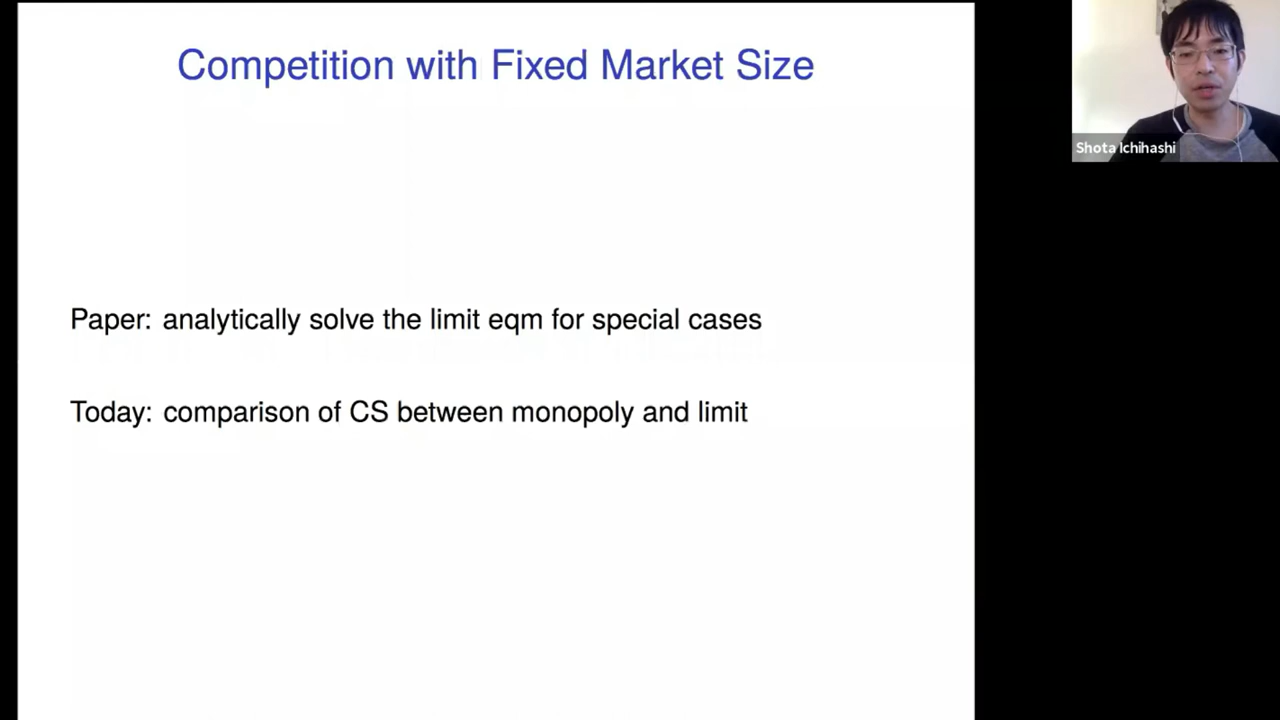 Competition with Fixed Market Size
Shota Ichihashi
Paper: analytically solve the limit eqm for special cases
Today: comparison of CS between monopoly and limit